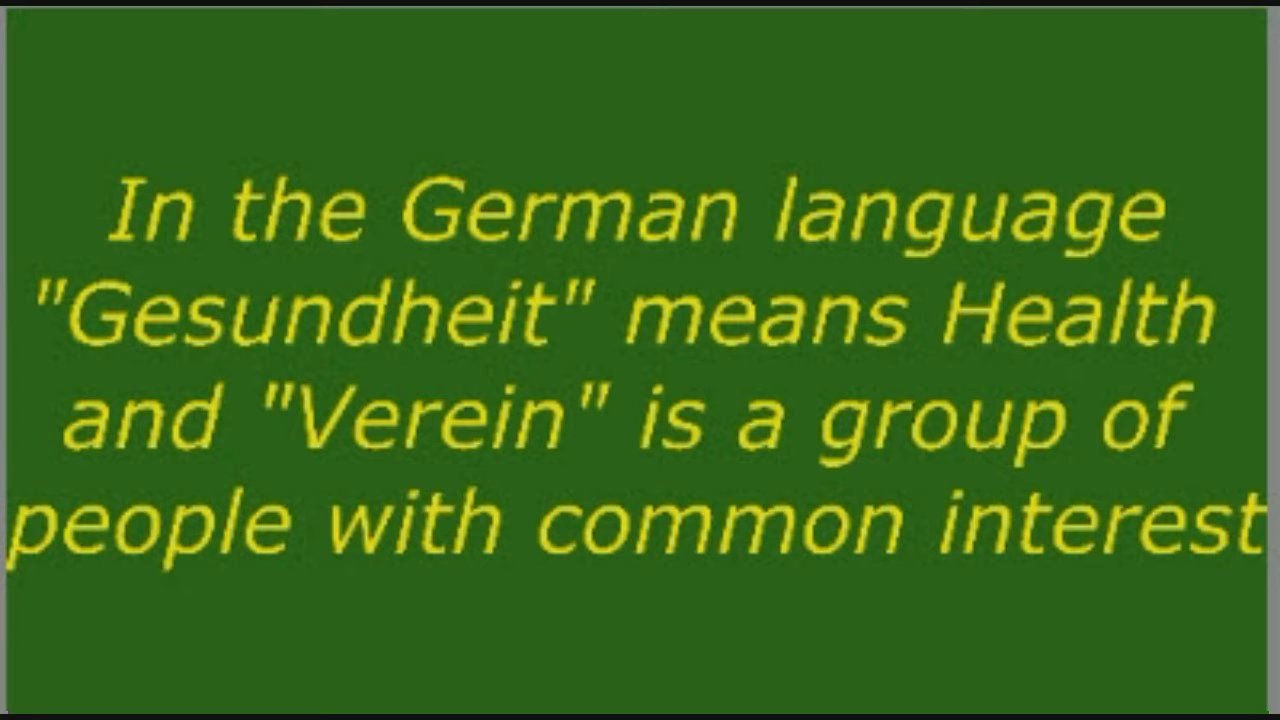 In the German language
"Gesundheit" means Health
and "Verein" is a group of
people with common interest